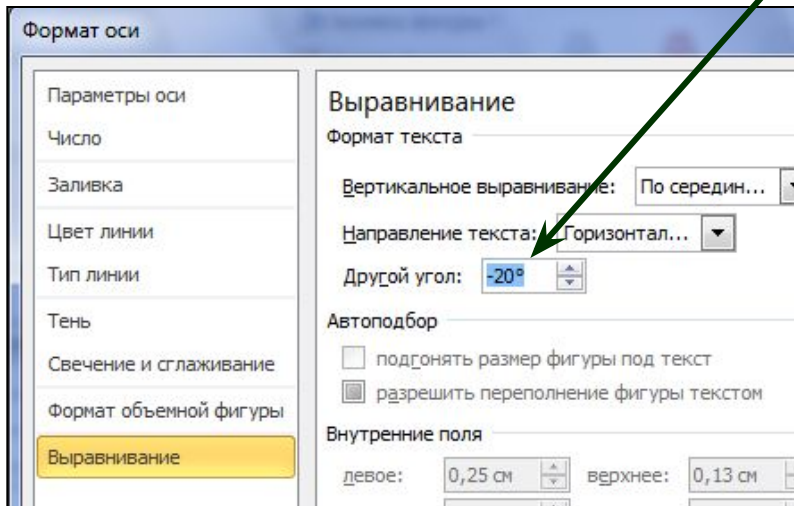 Формат оси
Параметры оси
Число
Заливка
Цвет линии
Тип линии
Тень
Свечение и сглаживание
Формат объемной фигуры
Выравнивание
Выравнивание
Формат текста
Вертикальное выравнивание: По середин...
Направление текста: Горизонтал...
Другой угол: -20°
Автоподбор
подгонять размер фигуры под текст
разрешить переполнение фигуры текстом
Внутренние поля
левое: 0,25 см верхнее: 0,13 см